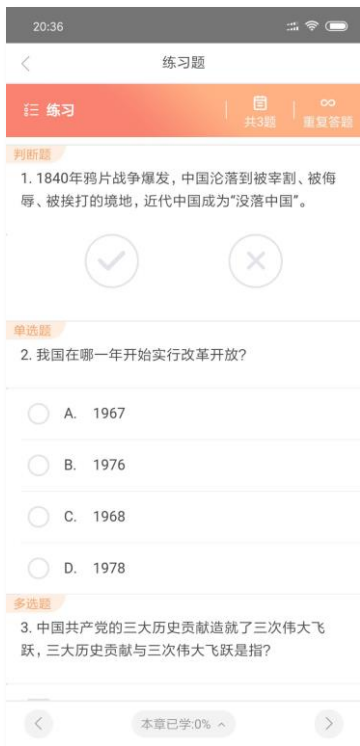 20:36
练习题
练习
共3题
重复答题
判断题
1. 1840年鸦片战争爆发，中国沦落到被宰割、被侮
辱、被挨打的境地，近代中国成为“没落中国”。
单选题
2. 我国在哪一年开始实行改革开放?
A. 1967
B. 1976
C. 1968
D. 1978
多选题
3. 中国共产党的三大历史贡献造就了三次伟大飞
跃，三大历史贡献与三次伟大飞跃是指?
本章已学:0%